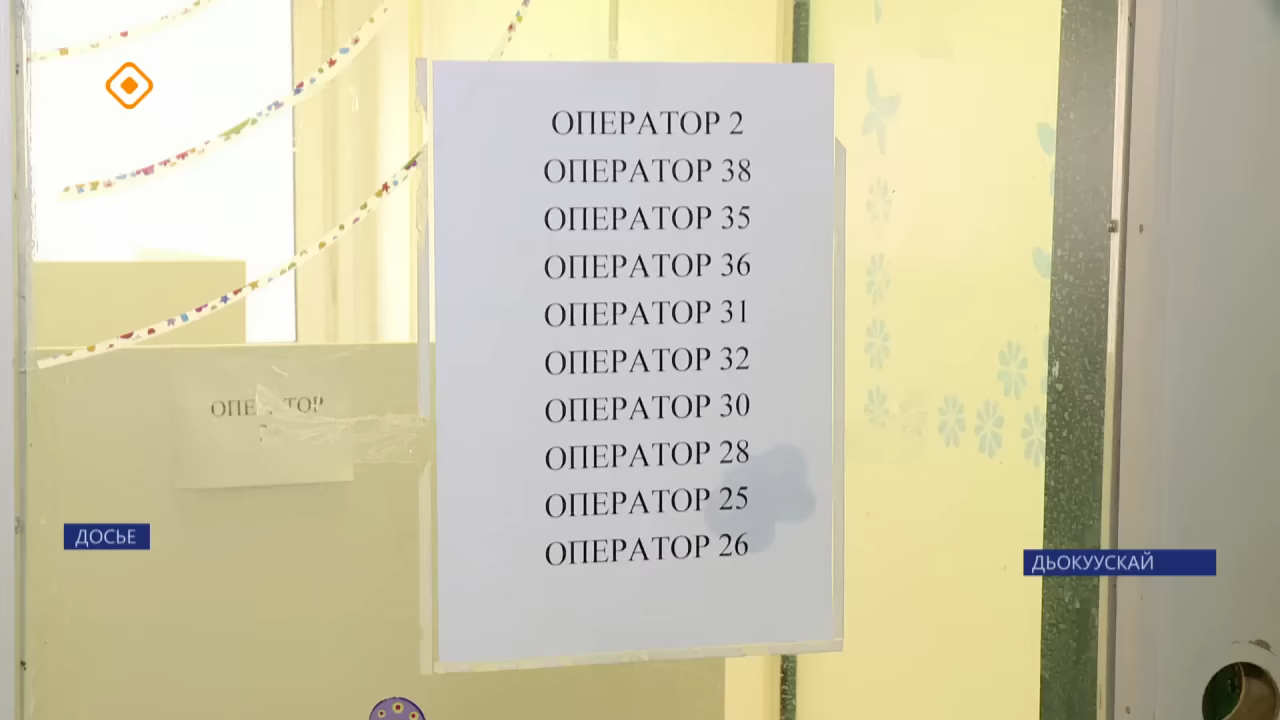 ОПЕРАТОР 2
ОПЕРАТОР 38
ОПЕРАТОР 35
ОПЕРАТОР 36
ОПЕРАТОР 31
ОПЕРАТОР 32
ОПЕРАТОР 30
ОПЕРАТОР 28
ОПЕРАТОР 25
ОПЕРАТОР 26
ОПЕРАТОР
ДОСЬЕ
ДЬОКУУСКАЙ